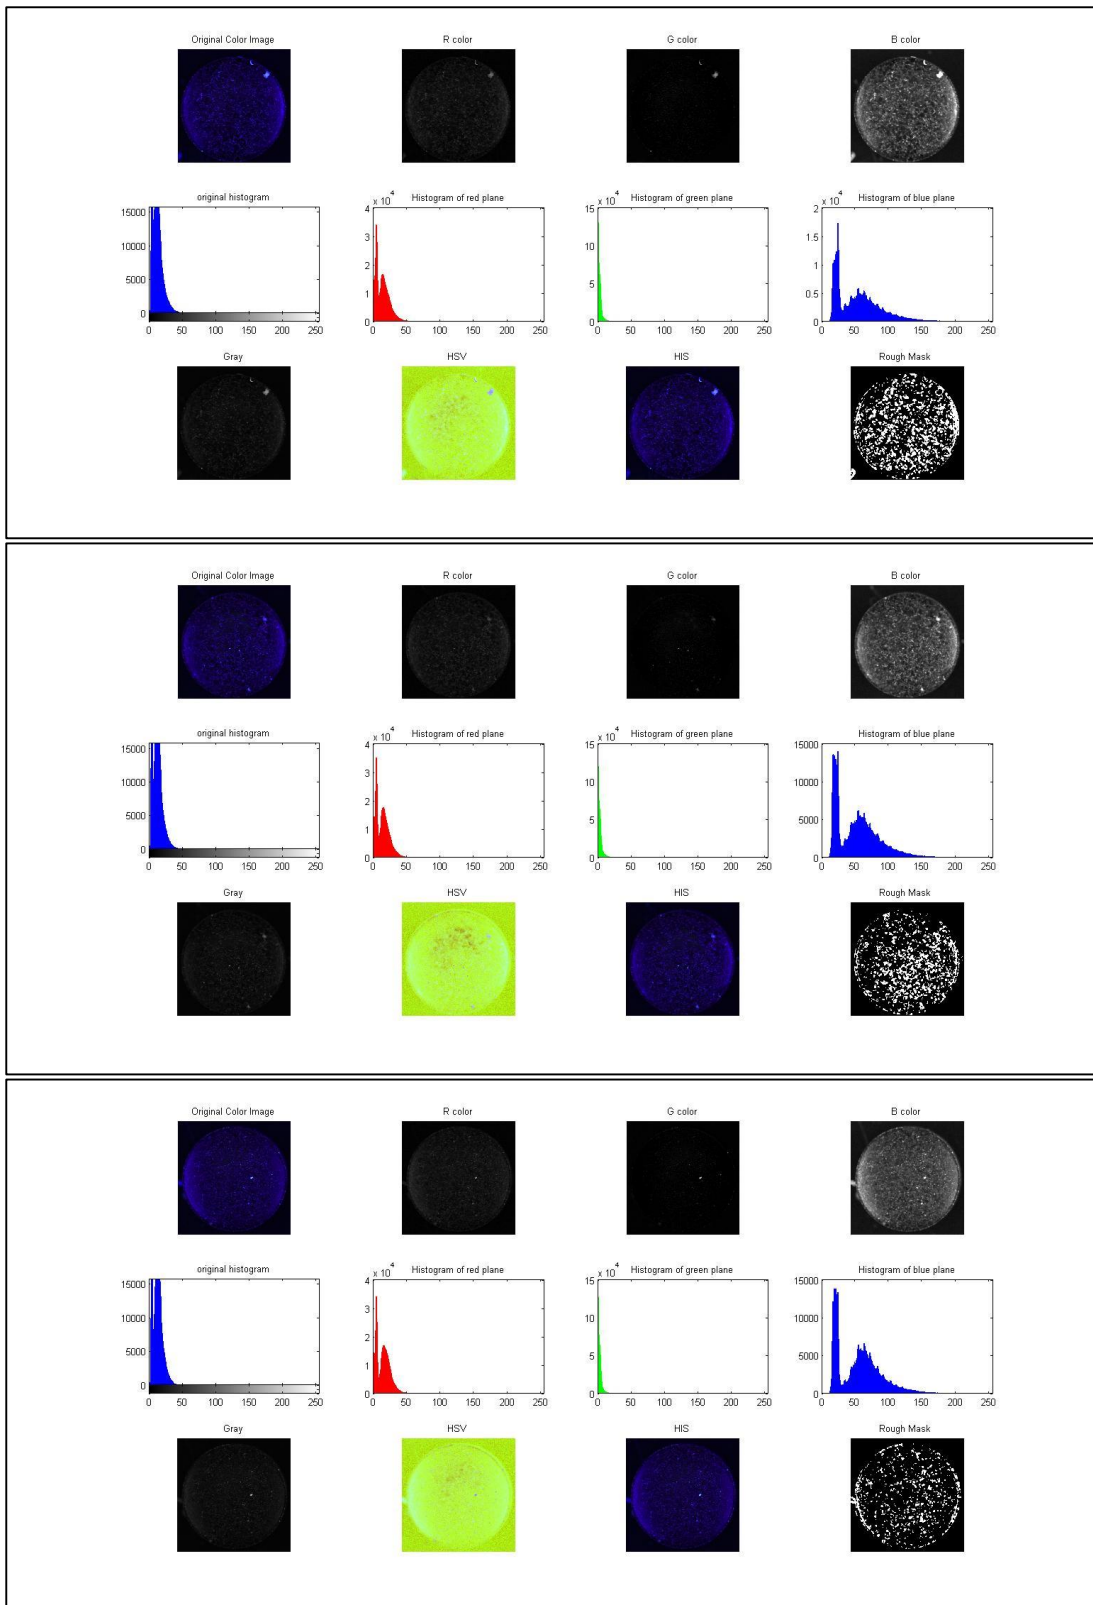 Original Color Image R color G color B color
original histogram Histogram of red plane Histogram of green plane Histogram of blue plane
x 10^4 x 10^4 x 10^4
15000 4 15 2
10000 3 10 1.5
5000 2 5 1
0 1 0 0.5
0 0
0 50 100 150 200 250 0 50 100 150 200 250 0 50 100 150 200 250 0 50 100 150 200 250
Gray HSV HIS Rough Mask
Original Color Image R color G color B color
original histogram Histogram of red plane Histogram of green plane Histogram of blue plane
x 10^4 x 10^4
15000 4 15 15000
10000 3 10 10000
5000 2 5 5000
0 1 0 0
0
0 50 100 150 200 250 0 50 100 150 200 250 0 50 100 150 200 250 0 50 100 150 200 250
Gray HSV HIS Rough Mask
Original Color Image R color G color B color
original histogram Histogram of red plane Histogram of green plane Histogram of blue plane
x 10^4 x 10^4
15000 4 15 15000
10000 3 10 10000
5000 2 5 5000
0 1 0 0
0
0 50 100 150 200 250 0 50 100 150 200 250 0 50 100 150 200 250 0 50 100 150 200 250
Gray HSV HIS Rough Mask